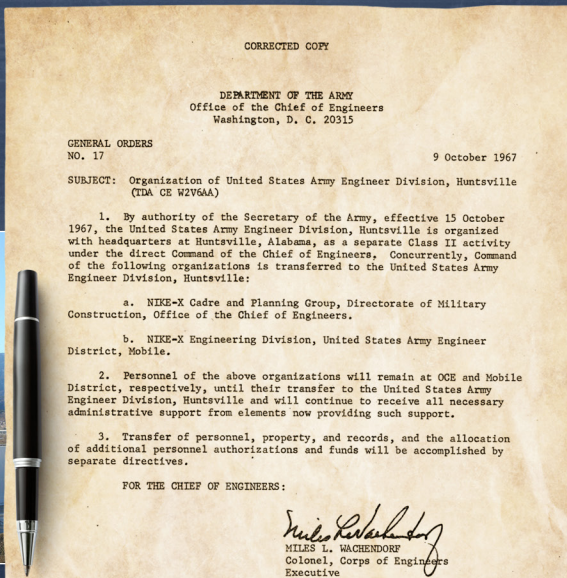 CORRECTED COPY
DEPARTMENT OF THE ARMY
Office of the Chief of Engineers
Washington, D. C. 20315
GENERAL ORDERS
NO. 17 9 October 1967
SUBJECT: Organization of United States Army Engineer Division, Huntsville
(TDA CE W2V6AA)
1. By authority of the Secretary of the Army, effective 15 October
1967, the United States Army Engineer Division, Huntsville is organized
with headquarters at Huntsville, Alabama, as a separate Class II activity
under the direct Command of the Chief of Engineers. Concurrently, Command
of the following organizations is transferred to the United States Army
Engineer Division, Huntsville:
a. NIKE-X Cadre and Planning Group, Directorate of Military
Construction, Office of the Chief of Engineers.
b. NIKE-X Engineering Division, United States Army Engineer
District, Mobile.
2. Personnel of the above organizations will remain at OCE and Mobile
District, respectively, until their transfer to the United States Army
Engineer Division, Huntsville and will continue to receive all necessary
administrative support from elements now providing such support.
3. Transfer of personnel, property, and records, and the allocation
of additional personnel authorizations and funds will be accomplished by
separate directives.
FOR THE CHIEF OF ENGINEERS:
Miles L Wachendorf
MILES L. WACHENDORF
Colonel, Corps of Engineers
Executive